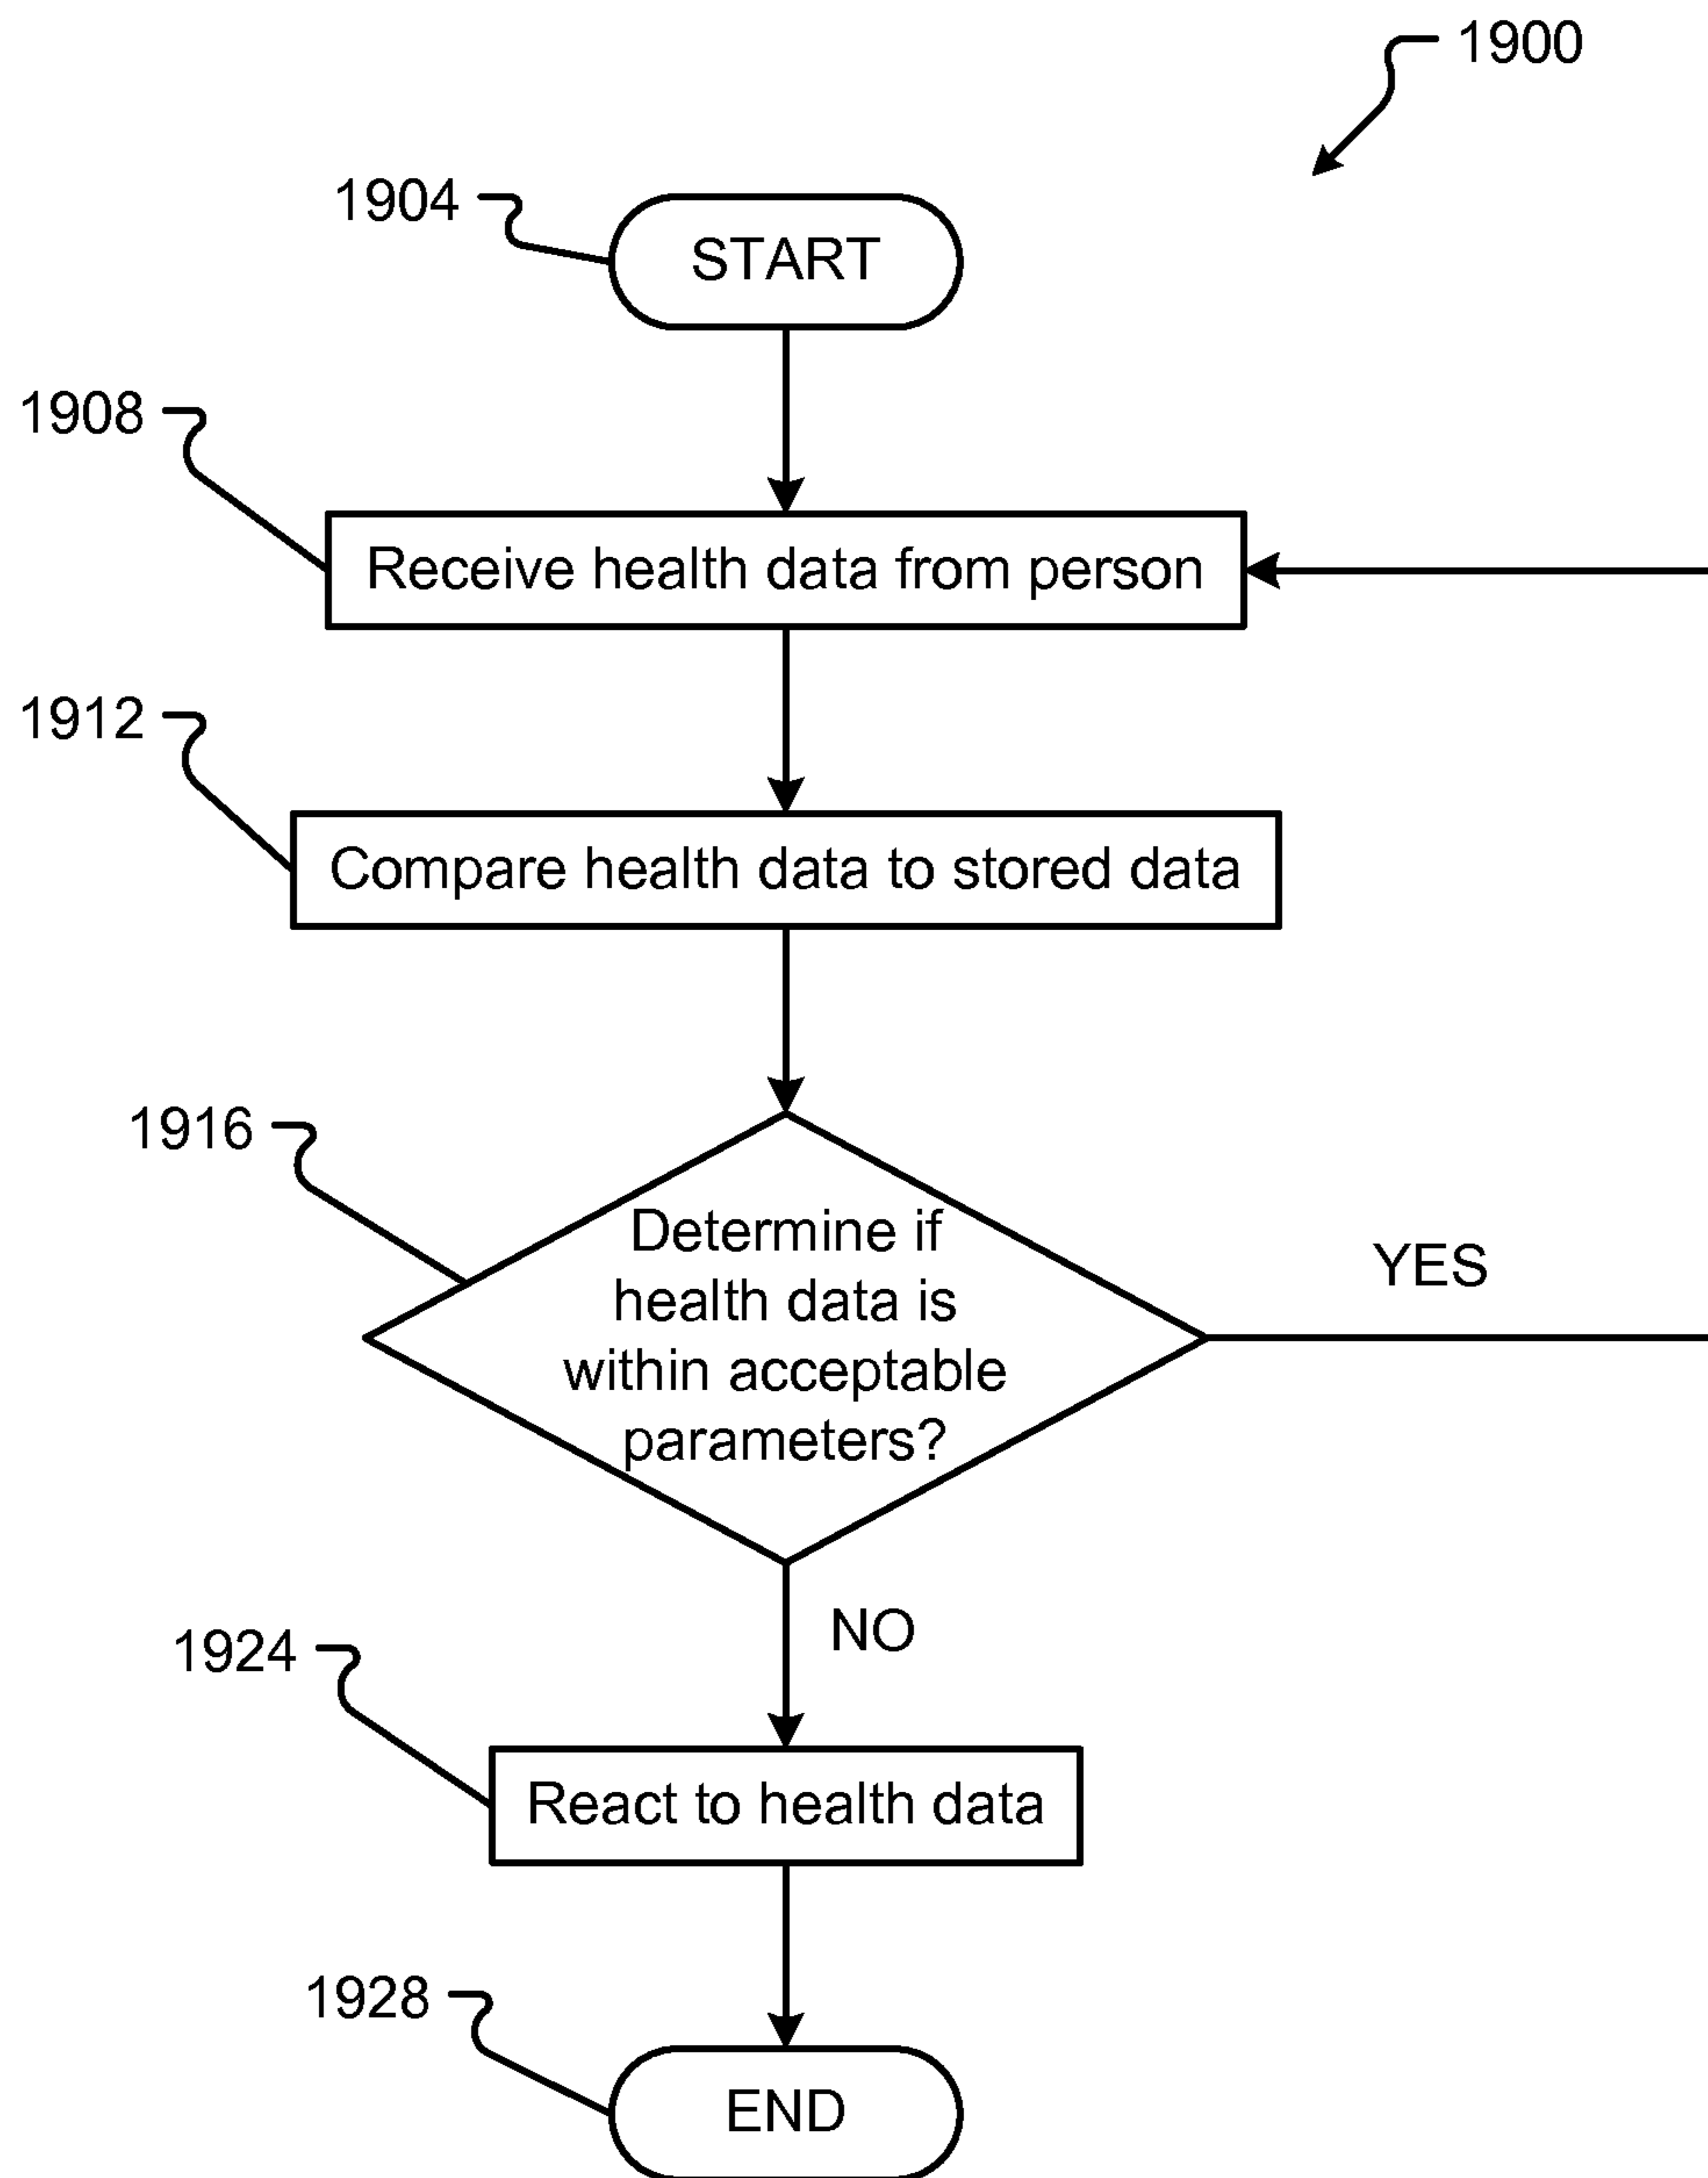 1900
1904
START
1908
Receive health data from person
1912
Compare health data to stored data
1916
Determine if
health data is
within acceptable
parameters?
YES
NO
1924
React to health data
1928
END